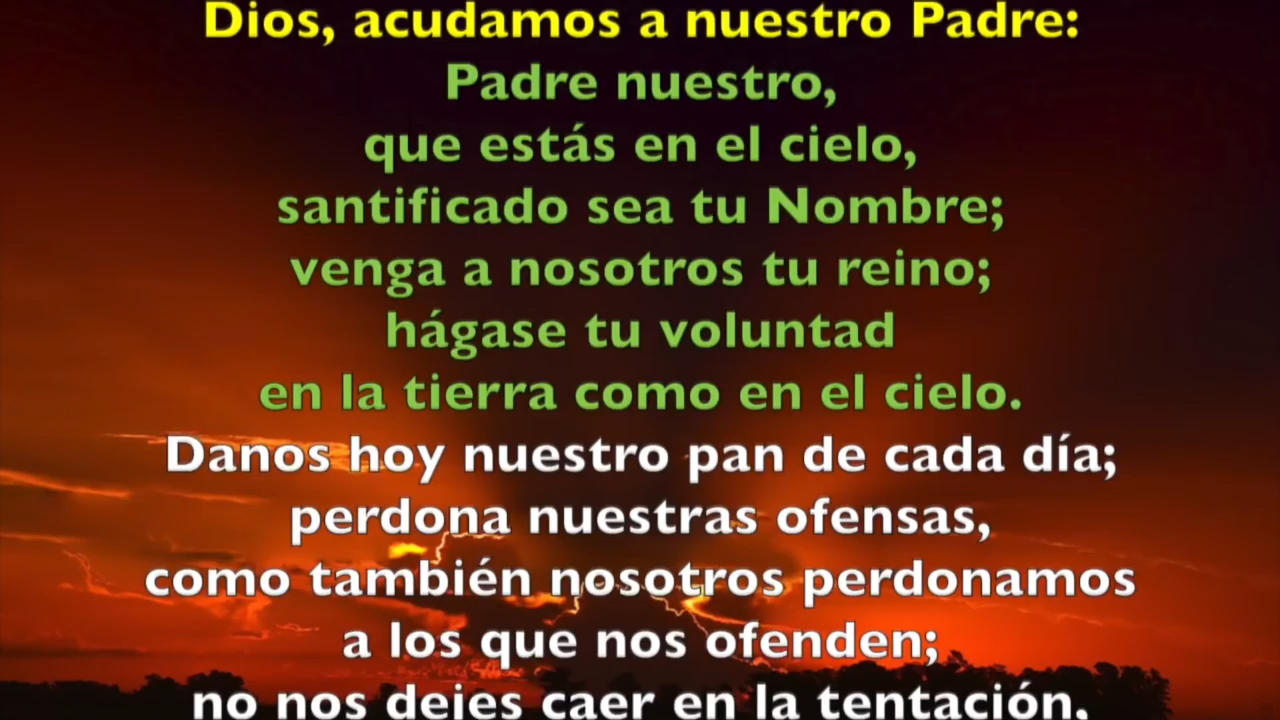 Dios, acudamos a nuestro Padre:
Padre nuestro,
que estás en el cielo,
santificado sea tu Nombre;
venga a nosotros tu reino;
hágase tu voluntad
en la tierra como en el cielo.
Danos hoy nuestro pan de cada día;
perdona nuestras ofensas,
como también nosotros perdonamos
a los que nos ofenden;
no nos dejes caer en la tentación,